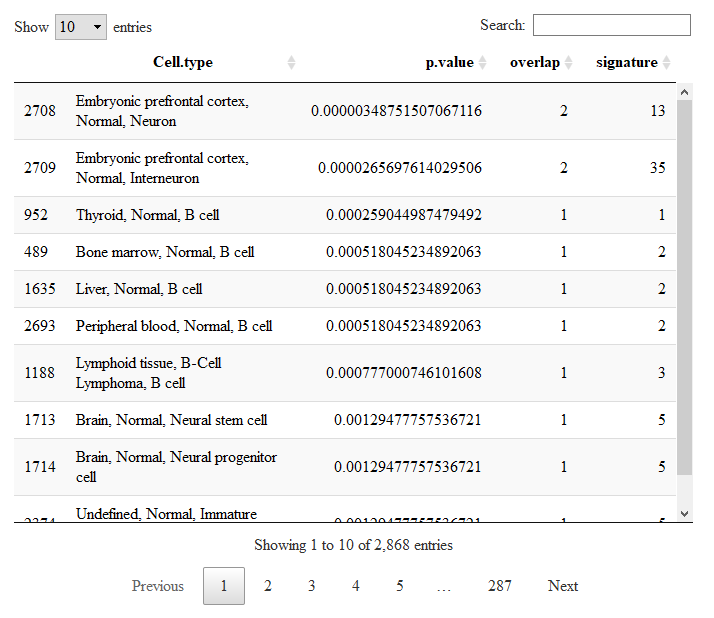 Show 10 entries
Search:
Cell.type p.value overlap signature
2708 Embryonic prefrontal cortex, Normal, Neuron 0.00000348751507067116 2 13
2709 Embryonic prefrontal cortex, Normal, Interneuron 0.0000265697614029506 2 35
952 Thyroid, Normal, B cell 0.000259044987479492 1 1
489 Bone marrow, Normal, B cell 0.000518045234892063 1 2
1635 Liver, Normal, B cell 0.000518045234892063 1 2
2693 Peripheral blood, Normal, B cell 0.000518045234892063 1 2
1188 Lymphoid tissue, B-Cell Lymphoma, B cell 0.000777000746101608 1 3
1713 Brain, Normal, Neural stem cell 0.00129477757536721 1 5
1714 Brain, Normal, Neural progenitor cell 0.00129477757536721 1 5
2374 Undefined, Normal, Immature 0.00129477757536721 1 5
Showing 1 to 10 of 2,868 entries
Previous 1 2 3 4 5 … 287 Next